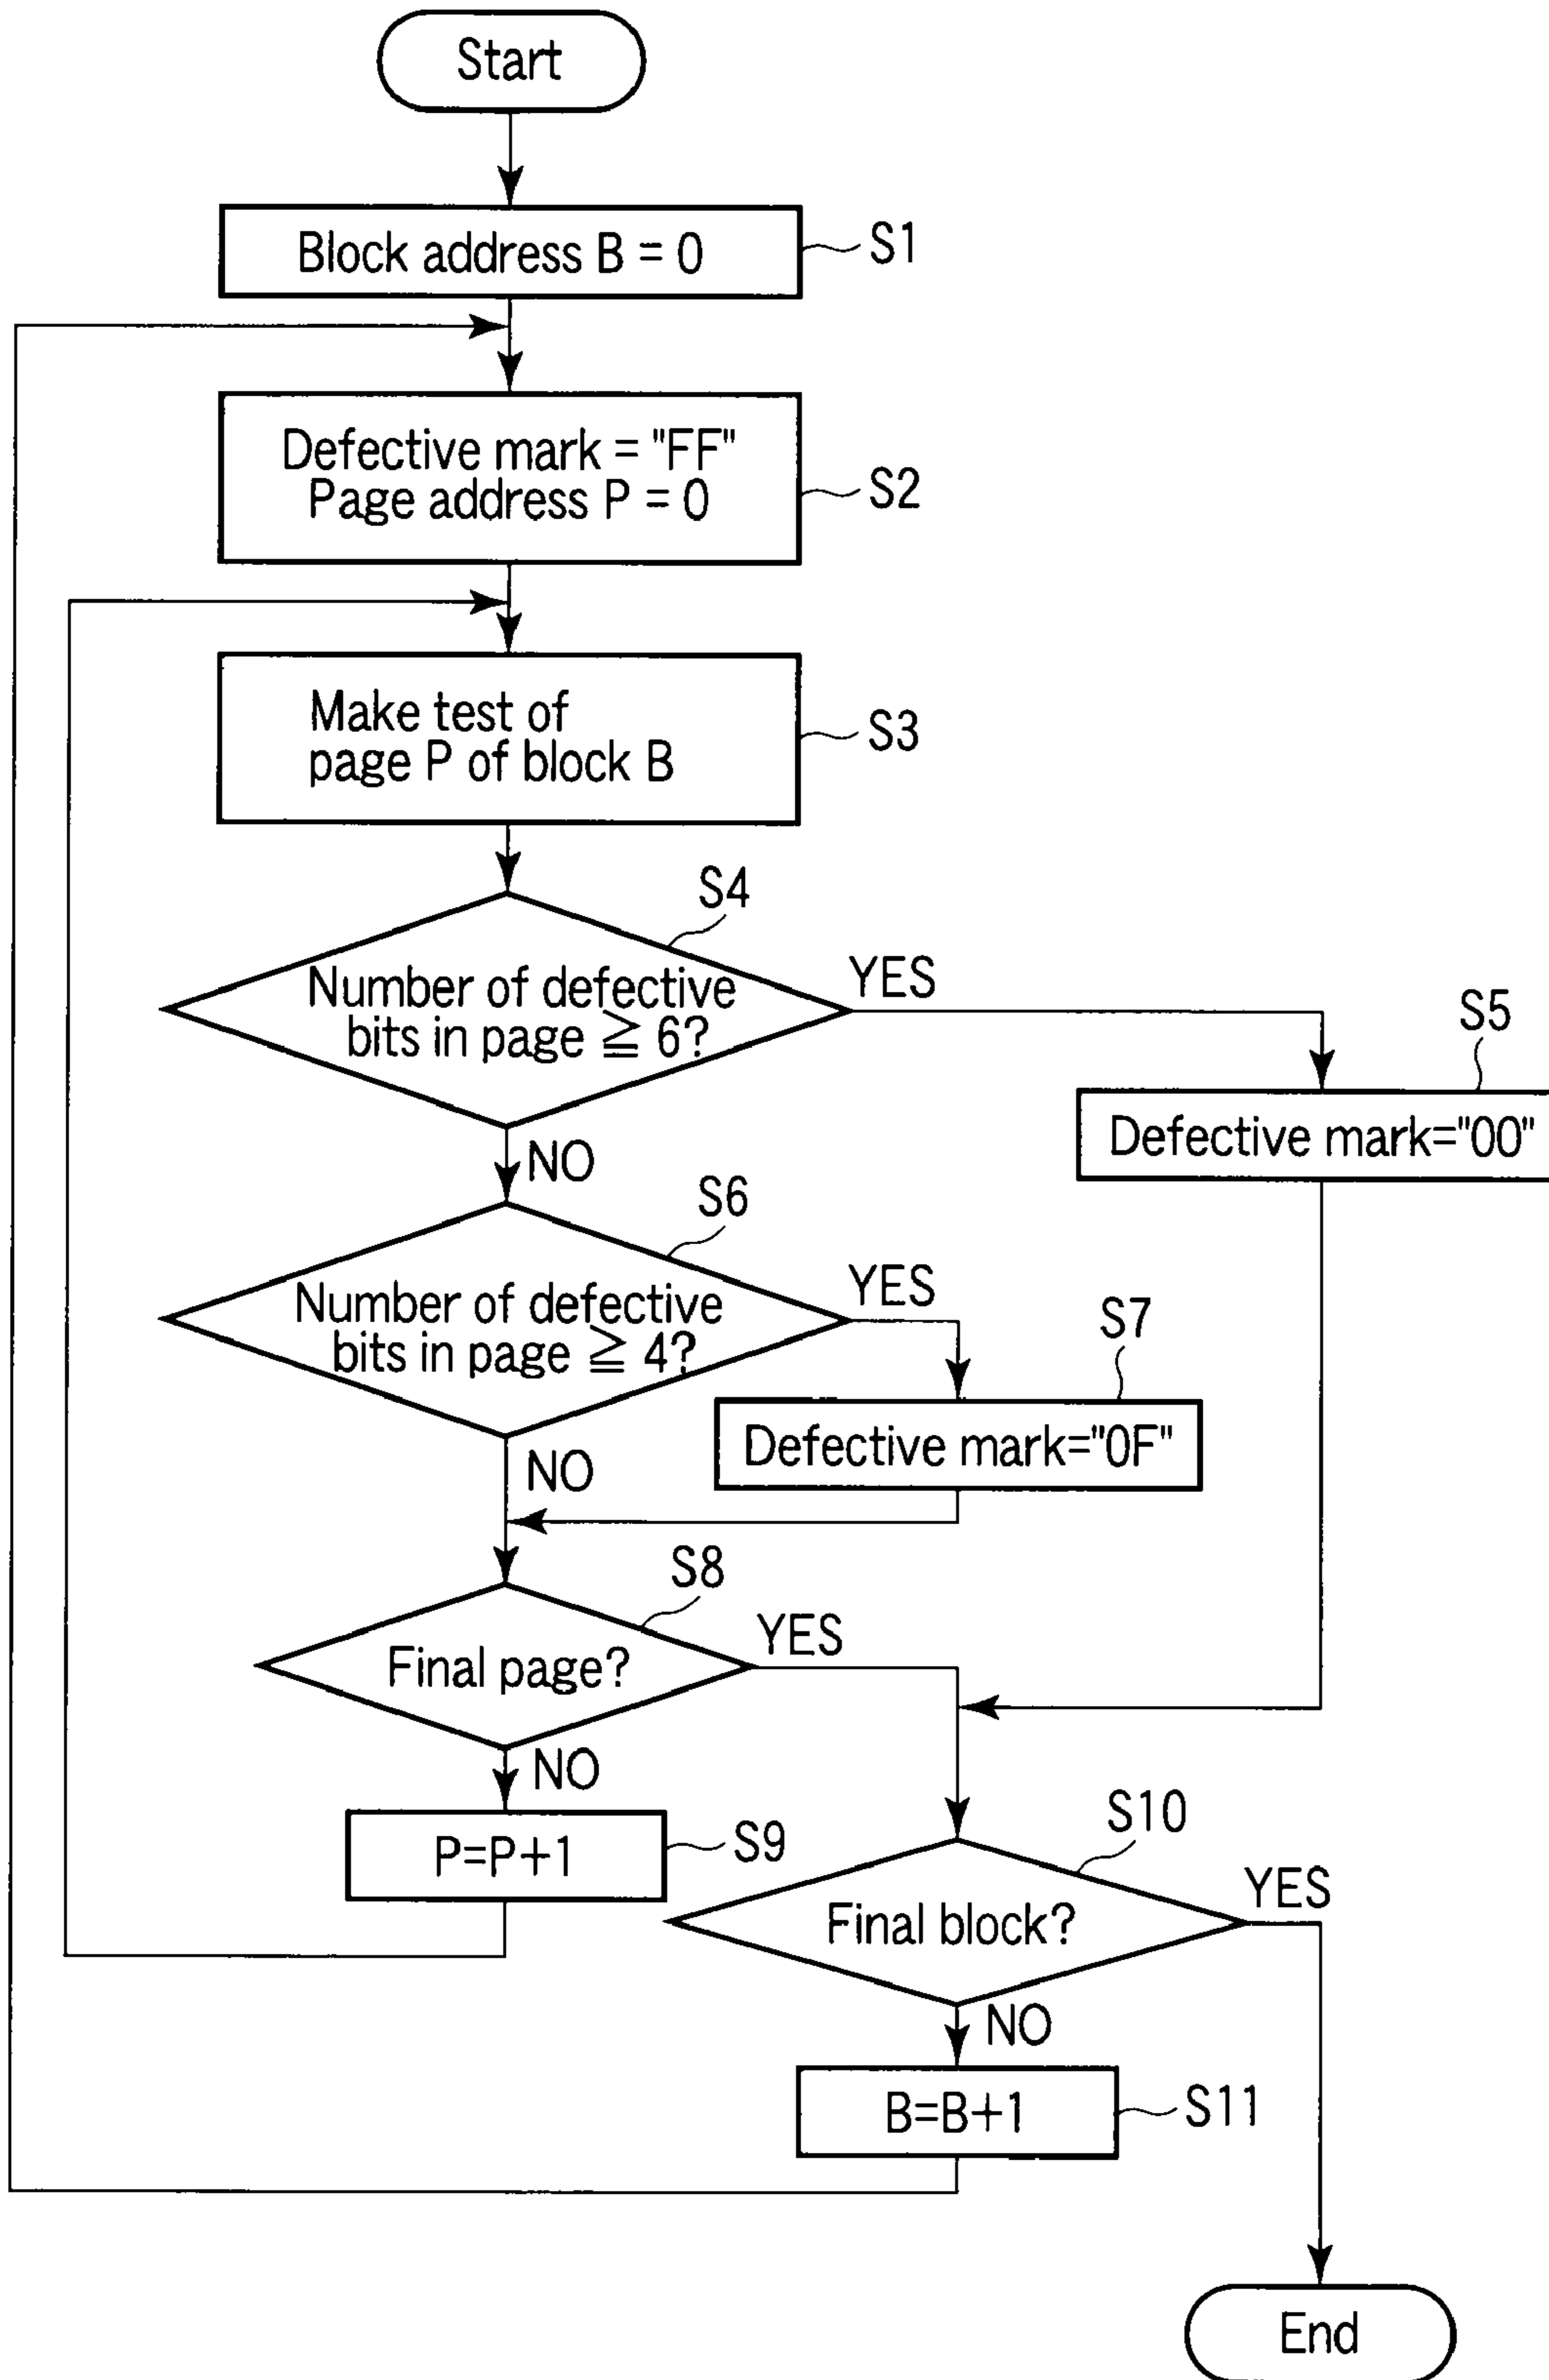 Start
Block address B = 0
S1
Defective mark = "FF"
Page address P = 0
S2
Make test of
page P of block B
S3
S4
Number of defective
bits in page ≧ 6?
YES
S5
Defective mark="00"
NO
S6
Number of defective
bits in page ≧ 4?
YES
S7
Defective mark="0F"
NO
S8
Final page?
YES
NO
P=P+1
S9
S10
Final block?
YES
NO
B=B+1
S11
End